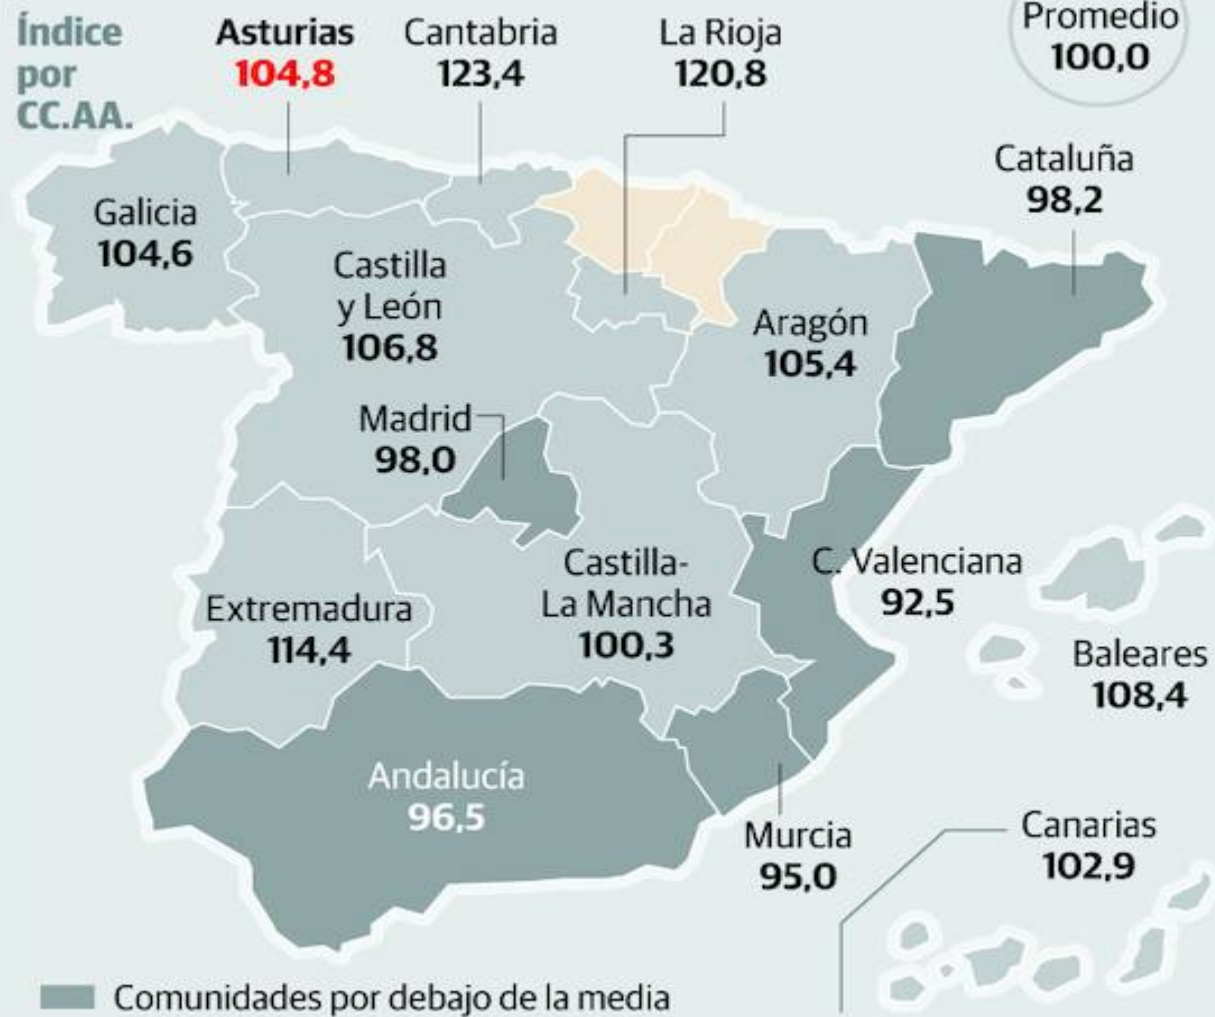 Índice
por
CC.AA.
Asturias
104,8
Cantabria
123,4
La Rioja
120,8
Promedio
100,0
Cataluña
98,2
Galicia
104,6
Castilla
y León
106,8
Aragón
105,4
Madrid
98,0
Castilla-
La Mancha
100,3
C. Valenciana
92,5
Extremadura
114,4
Baleares
108,4
Andalucía
96,5
Murcia
95,0
Canarias
102,9
Comunidades por debajo de la media